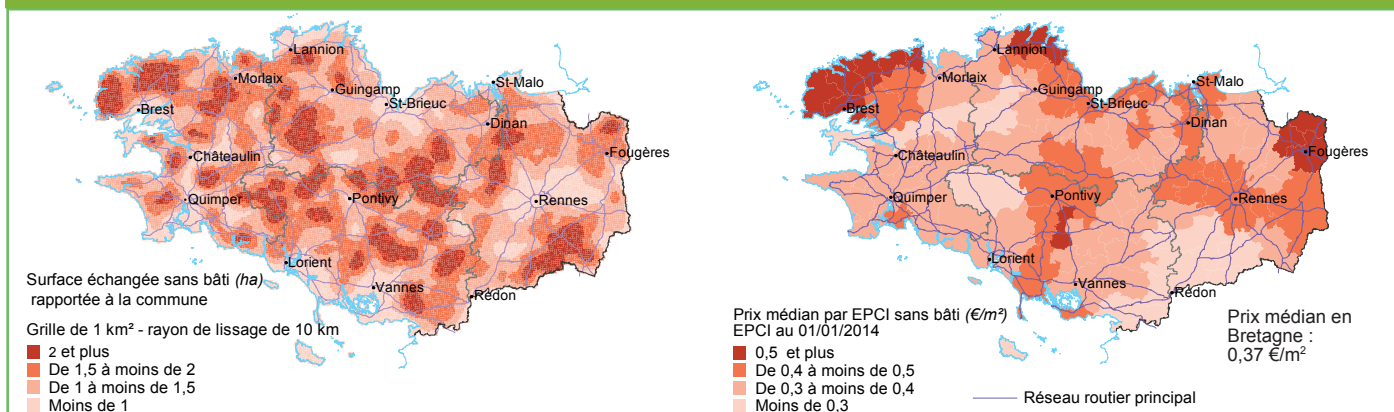 Lannion
Morlaix
St-Malo
Guingamp
Brest
St-Brieuc
Dinan
Châteaulin
Fougères
Quimper
Pontivy
Rennes
Lorient
Vannes
Rédon
Surface échangée sans bâti (ha)
rapportée à la commune
Grille de 1 km² - rayon de lissage de 10 km
2 et plus
De 1,5 à moins de 2
De 1 à moins de 1,5
Moins de 1
Lannion
Morlaix
St-Malo
Guingamp
Brest
St-Brieuc
Dinan
Châteaulin
Fougères
Quimper
Pontivy
Rennes
Lorient
Vannes
Rédon
Prix médian par EPCI sans bâti (€/m²)
EPCI au 01/01/2014
0,5 et plus
De 0,4 à moins de 0,5
De 0,3 à moins de 0,4
Moins de 0,3
Réseau routier principal
Prix médian en
Bretagne :
0,37 €/m²